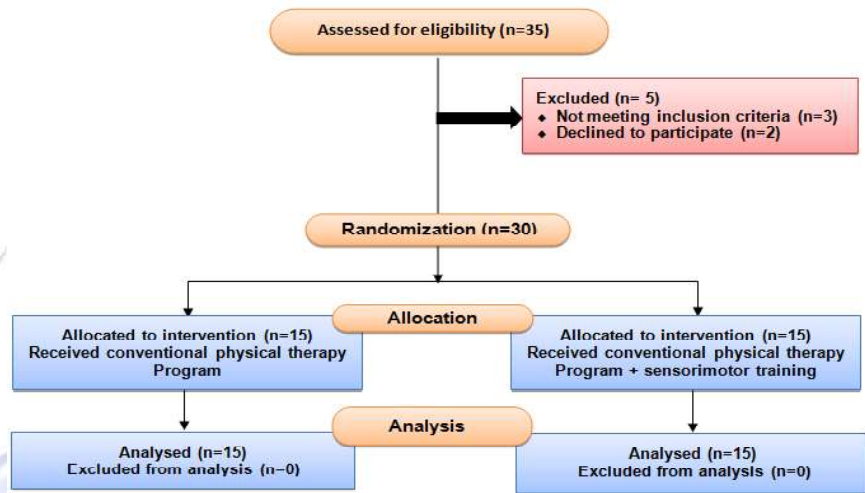 Assessed for eligibility (n=35)
Excluded (n= 5)
♦ Not meeting inclusion criteria (n=3)
♦ Declined to participate (n=2)
Randomization (n=30)
Allocation
Allocated to intervention (n=15)
Received conventional physical therapy
Program
Allocated to intervention (n=15)
Received conventional physical therapy
Program + sensorimotor training
Analysis
Analysed (n=15)
Excluded from analysis (n=0)
Analysed (n=15)
Excluded from analysis (n=0)